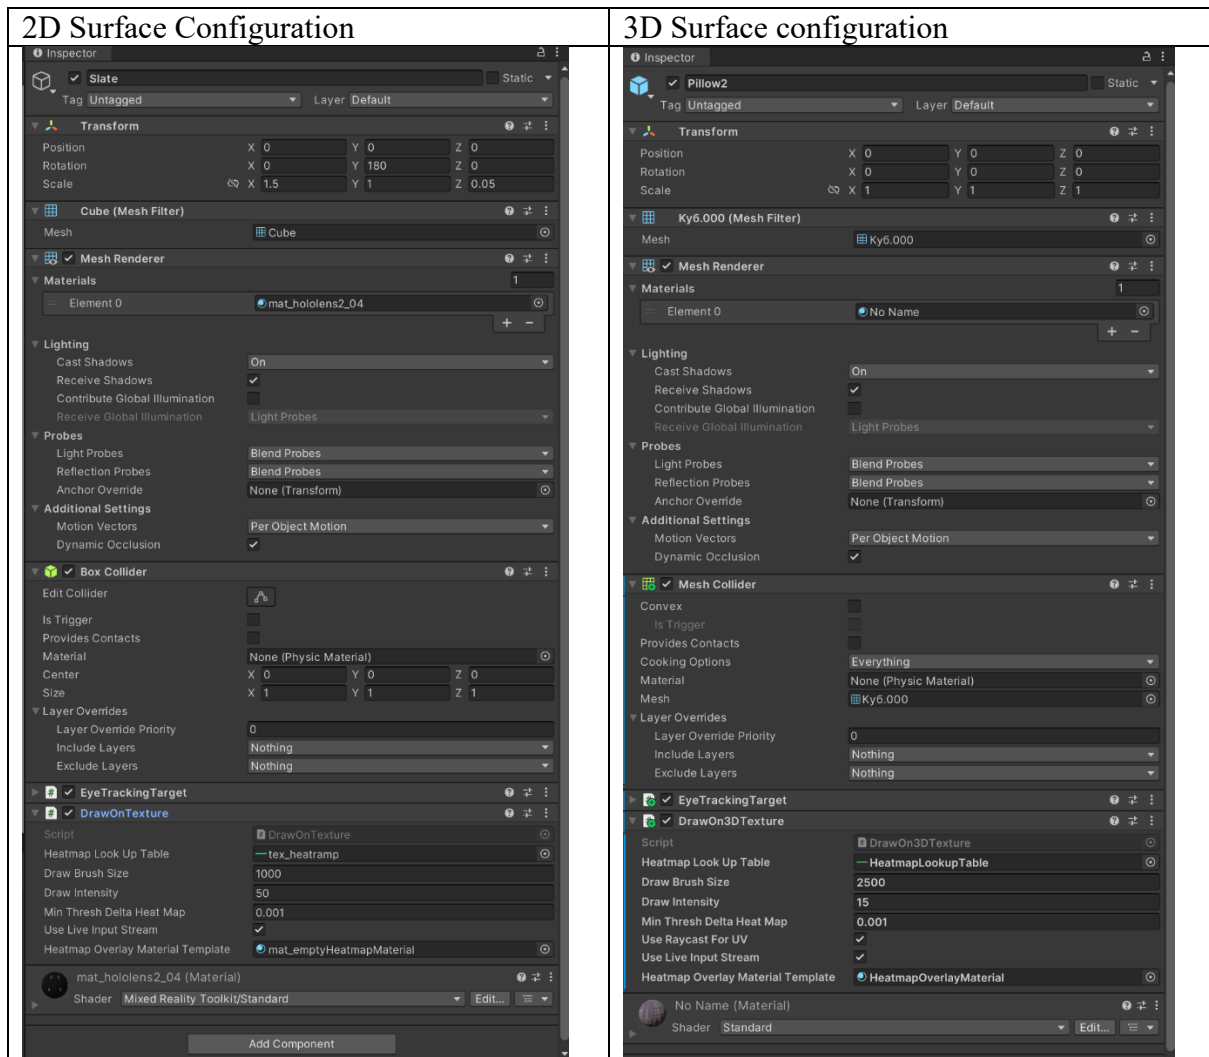 2D Surface Configuration
Inspector
Slate
Static
Tag Untagged Layer Default
Transform
Position X 0 Y 0 Z 0
Rotation X 0 Y 180 Z 0
Scale X 1.5 Y 1 Z 0.05
Cube (Mesh Filter)
Mesh Cube
Mesh Renderer
Materials 1
Element 0 mat_hololens2_04
+ −
Lighting
Cast Shadows On
Receive Shadows
Contribute Global Illumination
Receive Global Illumination Light Probes
Probes
Light Probes Blend Probes
Reflection Probes Blend Probes
Anchor Override None (Transform)
Additional Settings
Motion Vectors Per Object Motion
Dynamic Occlusion
Box Collider
Edit Collider
Is Trigger
Provides Contacts
Material None (Physic Material)
Center X 0 Y 0 Z 0
Size X 1 Y 1 Z 1
Layer Overrides
Layer Override Priority 0
Include Layers Nothing
Exclude Layers Nothing
# EyeTrackingTarget
# DrawOnTexture
Script DrawOnTexture
Heatmap Look Up Table tex_heatramp
Draw Brush Size 1000
Draw Intensity 50
Min Thresh Delta Heat Map 0.001
Use Live Input Stream
Heatmap Overlay Material Template mat_emptyHeatmapMaterial
mat_hololens2_04 (Material)
Shader Mixed Reality Toolkit/Standard Edit...
Add Component
3D Surface configuration
Inspector
Pillow2
Static
Tag Untagged Layer Default
Transform
Position X 0 Y 0 Z 0
Rotation X 0 Y 0 Z 0
Scale X 1 Y 1 Z 1
Куб.000 (Mesh Filter)
Mesh Куб.000
Mesh Renderer
Materials 1
Element 0 No Name
+ −
Lighting
Cast Shadows On
Receive Shadows
Contribute Global Illumination
Receive Global Illumination Light Probes
Probes
Light Probes Blend Probes
Reflection Probes Blend Probes
Anchor Override None (Transform)
Additional Settings
Motion Vectors Per Object Motion
Dynamic Occlusion
Mesh Collider
Convex
Is Trigger
Provides Contacts
Cooking Options Everything
Material None (Physic Material)
Mesh Куб.000
Layer Overrides
Layer Override Priority 0
Include Layers Nothing
Exclude Layers Nothing
# EyeTrackingTarget
# DrawOn3DTexture
Script DrawOn3DTexture
Heatmap Look Up Table HeatmapLookupTable
Draw Brush Size 2500
Draw Intensity 15
Min Thresh Delta Heat Map 0.001
Use Raycast For UV
Use Live Input Stream
Heatmap Overlay Material Template HeatmapOverlayMaterial
No Name (Material)
Shader Standard Edit...